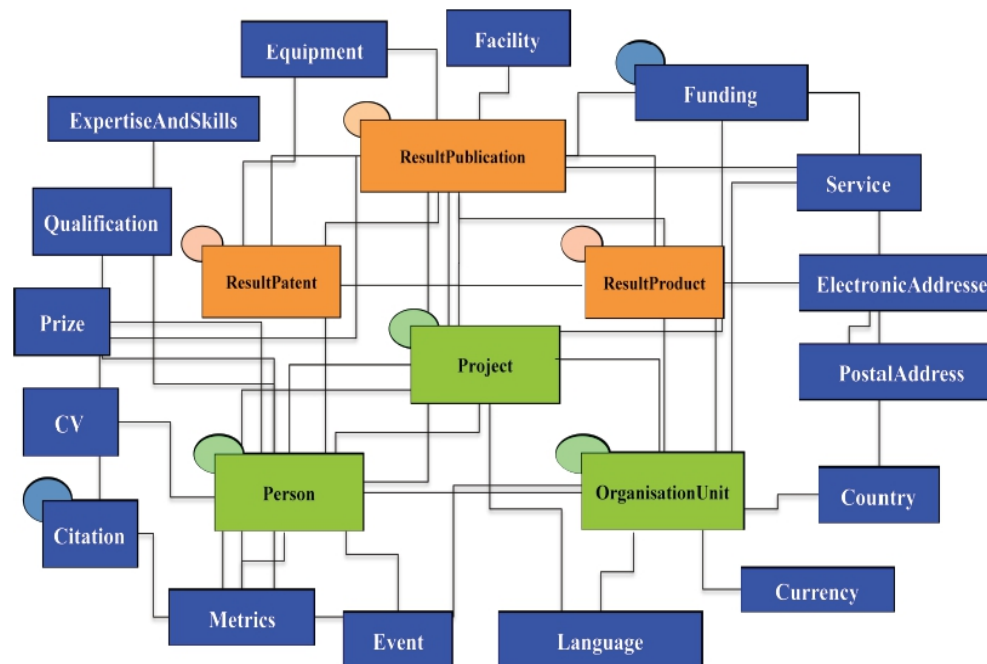 Equipment
Facility
Funding
ExpertiseAndSkills
ResultPublication
Service
Qualification
ResultPatent
ResultProduct
ElectronicAddresse
Prize
Project
PostalAddress
CV
Person
OrganisationUnit
Country
Citation
Metrics
Event
Language
Currency